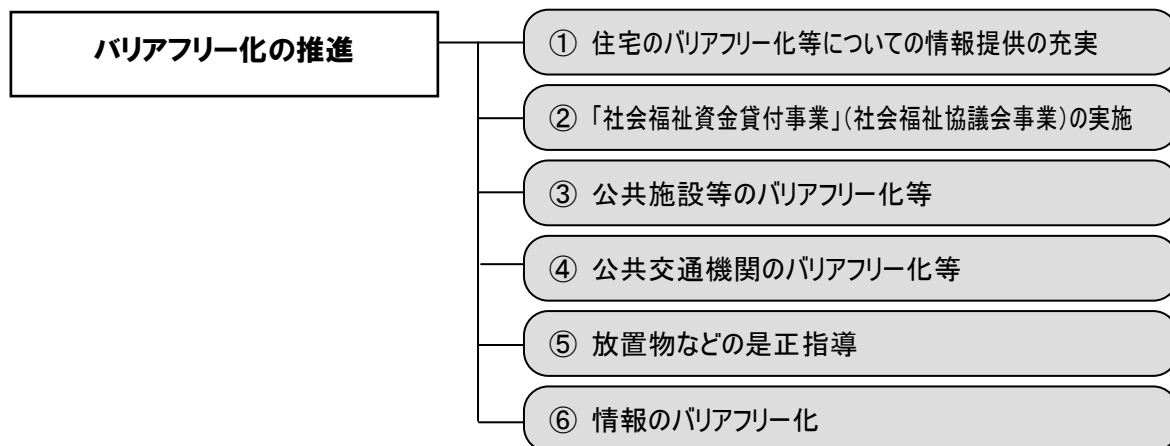 バリアフリー化の推進
① 住宅のバリアフリー化等についての情報提供の充実
② 「社会福祉資金貸付事業」(社会福祉協議会事業)の実施
③ 公共施設等のバリアフリー化等
④ 公共交通機関のバリアフリー化等
⑤ 放置物などの是正指導
⑥ 情報のバリアフリー化